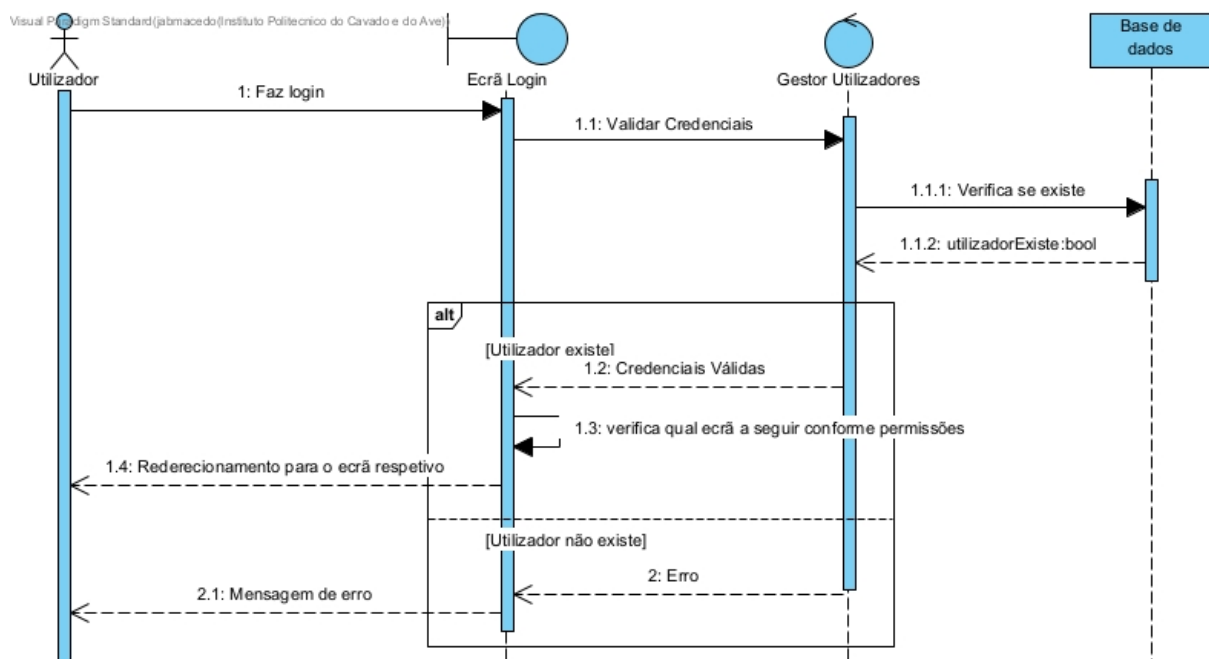 Visual Paradigm Standard(jabmacedo(Instituto Politecnico do Cavado e do Ave))
Utilizador
Ecrã Login
Gestor Utilizadores
Base de
dados
1: Faz login
1.1: Validar Credenciais
1.1.1: Verifica se existe
1.1.2: utilizadorExiste:bool
alt
[Utilizador existe]
1.2: Credenciais Válidas
1.3: verifica qual ecrã a seguir conforme permissões
1.4: Rederecionamento para o ecrã respetivo
[Utilizador não existe]
2: Erro
2.1: Mensagem de erro